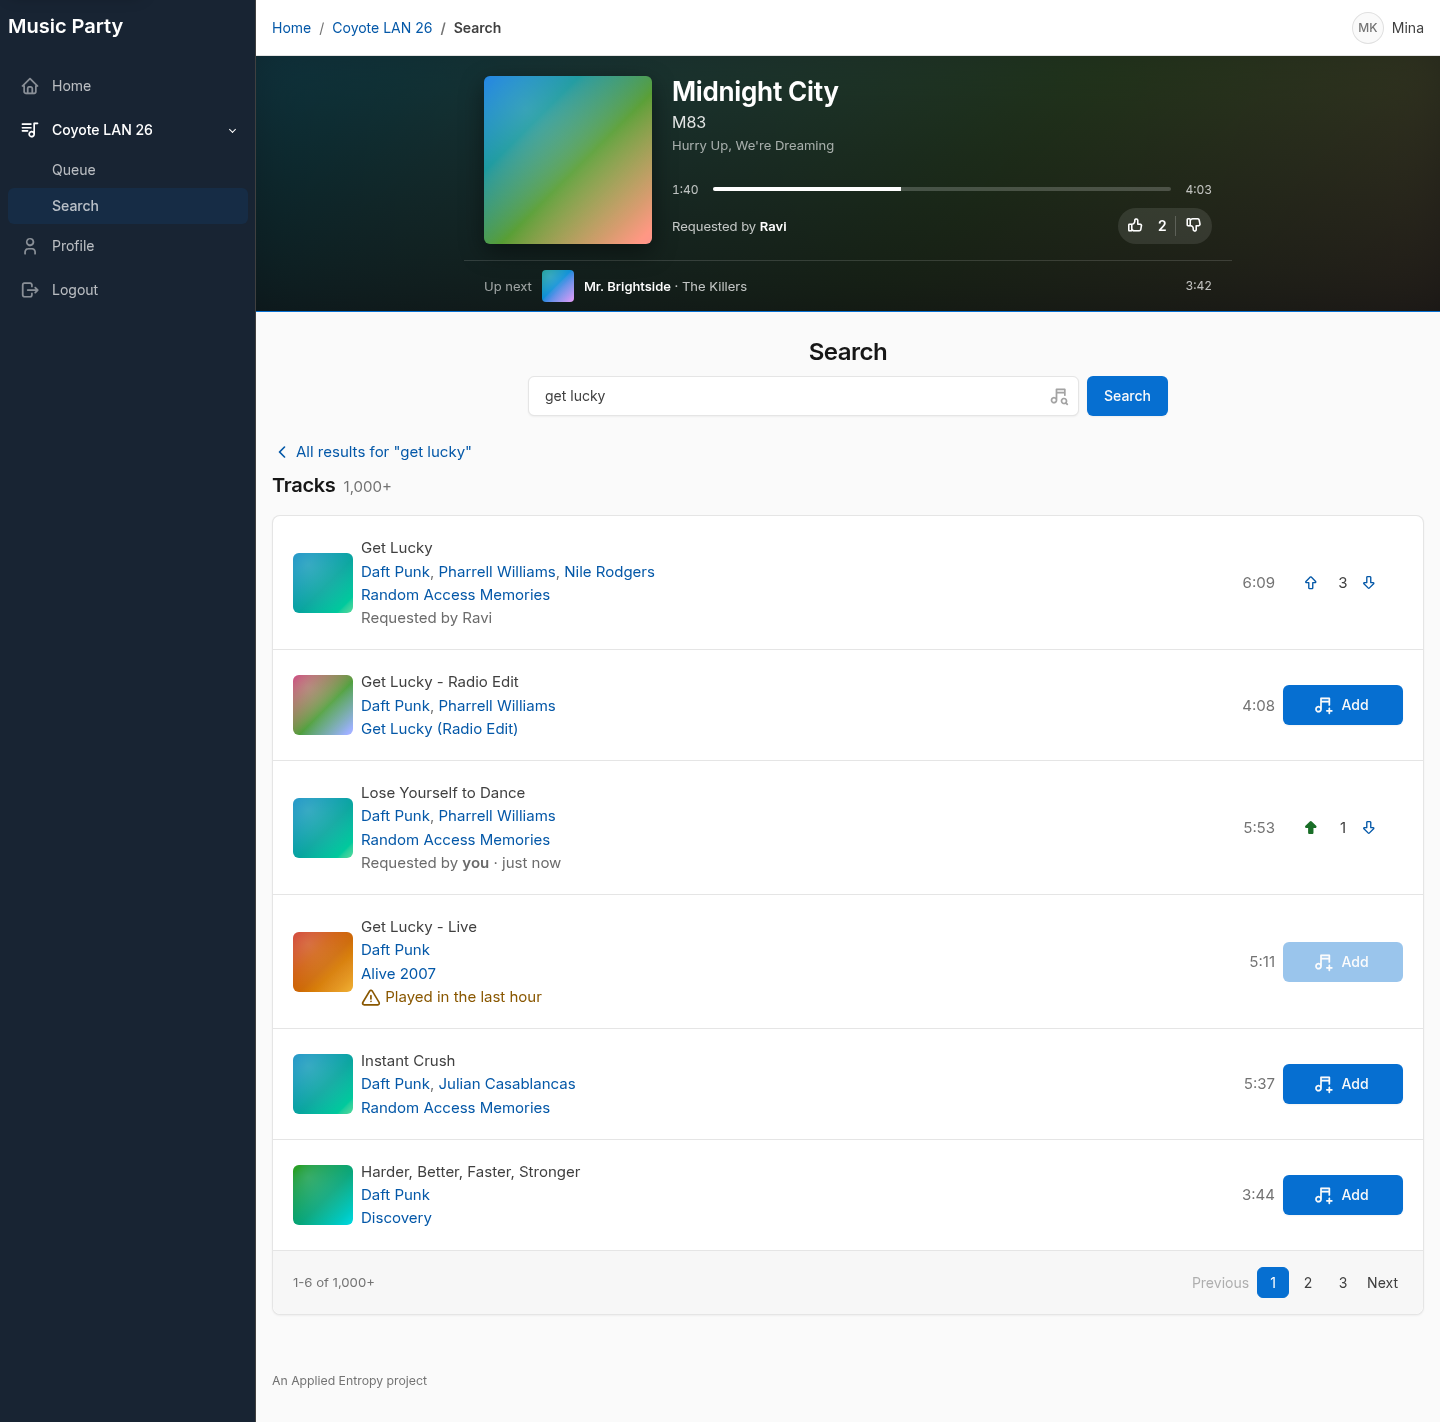 Music Party
Home
Coyote LAN 26
Queue
Search
Profile
Logout
Home / Coyote LAN 26 / Search
MK Mina
Midnight City
M83
Hurry Up, We're Dreaming
1:40 4:03
Requested by Ravi 2
Up next Mr. Brightside · The Killers 3:42
Search
get lucky Search
All results for "get lucky"
Tracks 1,000+
Get Lucky
Daft Punk, Pharrell Williams, Nile Rodgers
Random Access Memories
Requested by Ravi
6:09 3
Get Lucky - Radio Edit
Daft Punk, Pharrell Williams
Get Lucky (Radio Edit)
4:08 Add
Lose Yourself to Dance
Daft Punk, Pharrell Williams
Random Access Memories
Requested by you · just now
5:53 1
Get Lucky - Live
Daft Punk
Alive 2007
Played in the last hour
5:11 Add
Instant Crush
Daft Punk, Julian Casablancas
Random Access Memories
5:37 Add
Harder, Better, Faster, Stronger
Daft Punk
Discovery
3:44 Add
1-6 of 1,000+ Previous 1 2 3 Next
An Applied Entropy project